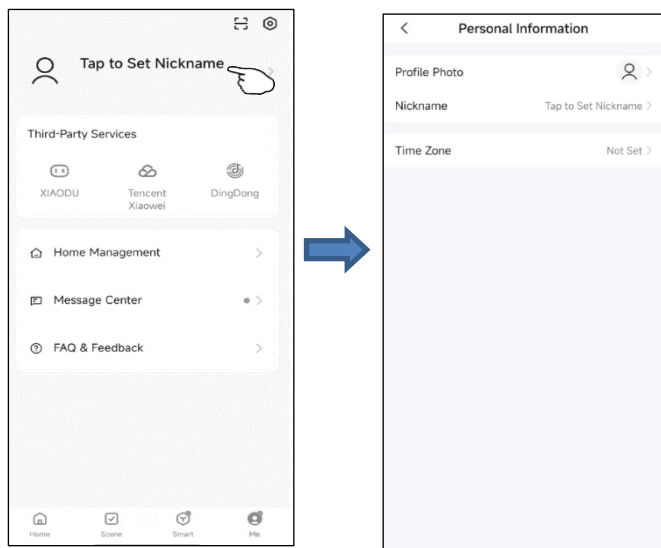 Tap to Set Nickname
Third-Party Services
XIAODU
Tencent
Xiaowei
DingDong
Home Management
Message Center
FAQ & Feedback
Home
Scene
Smart
Me
Personal Information
Profile Photo
Nickname
Tap to Set Nickname
Time Zone
Not Set